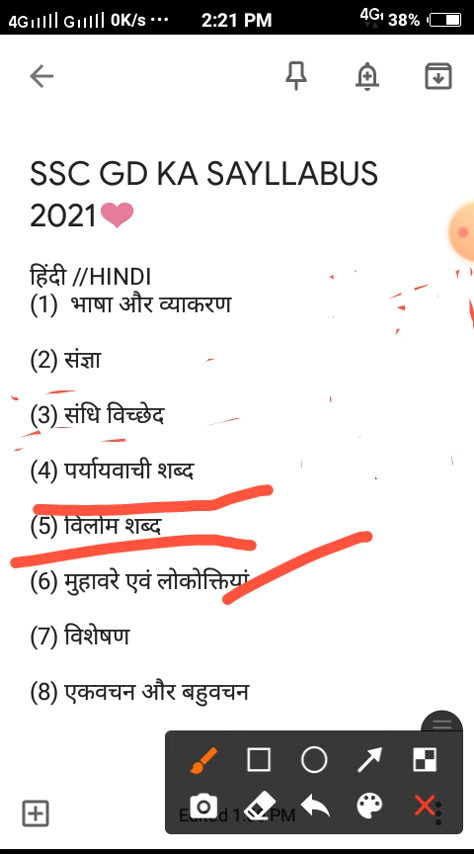 4G G 0K/s ... 2:21 PM 4G 38%
SSC GD KA SAYLLABUS
2021
हिंदी //HINDI
(1) भाषा और व्याकरण
(2) संज्ञा
(3) संधि विच्छेद
(4) पर्यायवाची शब्द
(5) विलोम शब्द
(6) मुहावरे एवं लोकोक्तियां
(7) विशेषण
(8) एकवचन और बहुवचन
Edited PM